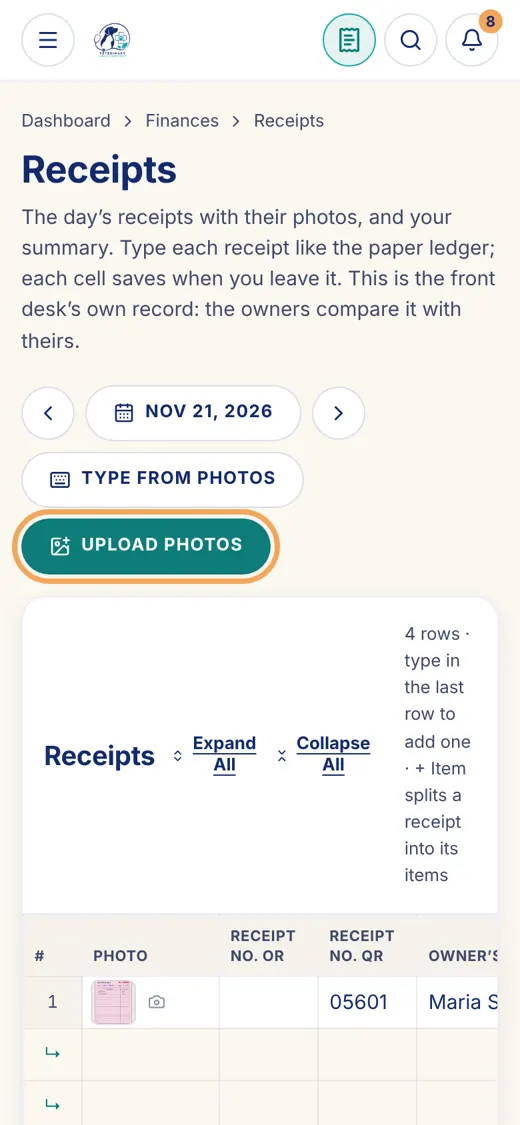 8
Dashboard > Finances > Receipts
Receipts
The day’s receipts with their photos, and your
summary. Type each receipt like the paper ledger;
each cell saves when you leave it. This is the front
desk’s own record: the owners compare it with
theirs.
NOV 21, 2026
TYPE FROM PHOTOS
UPLOAD PHOTOS
Receipts
Expand
All
Collapse
All
4 rows ·
type in
the last
row to
add one
· + Item
splits a
receipt
into its
items
# PHOTO RECEIPT NO. OR RECEIPT NO. QR OWNER’S
1 05601 Maria S